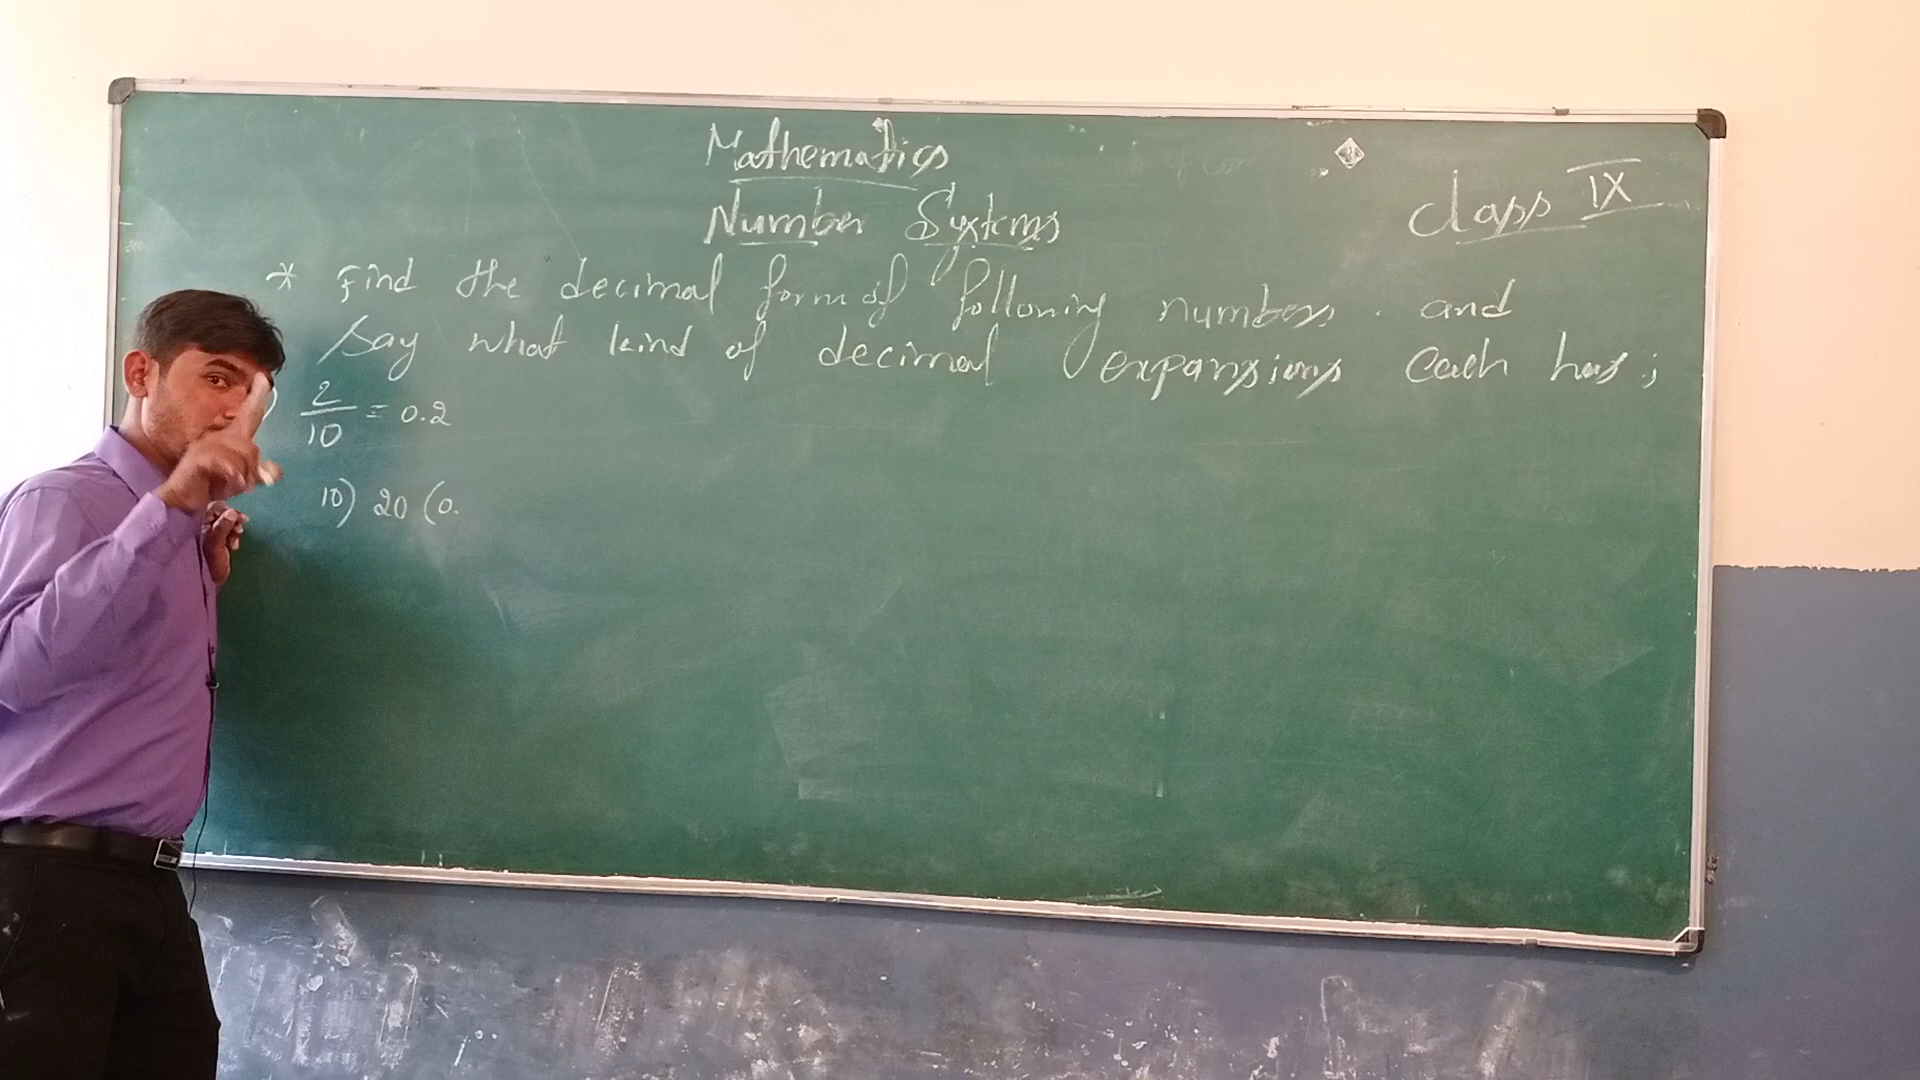 Mathematics
Number Systems
Class IX
* Find the decimal form of following numbers. and
say what kind of decimal expansions each has;
) 2/10 = 0.2
10) 20 (0.